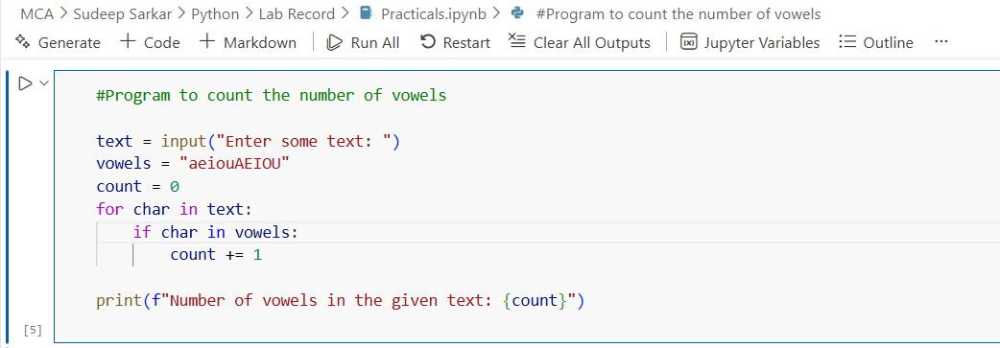 MCA > Sudeep Sarkar > Python > Lab Record > Practicals.ipynb > #Program to count the number of vowels
Generate + Code + Markdown | Run All Restart Clear All Outputs | Jupyter Variables Outline ...
#Program to count the number of vowels
text = input("Enter some text: ")
vowels = "aeiouAEIOU"
count = 0
for char in text:
    if char in vowels:
        count += 1
print(f"Number of vowels in the given text: {count}")
[5]